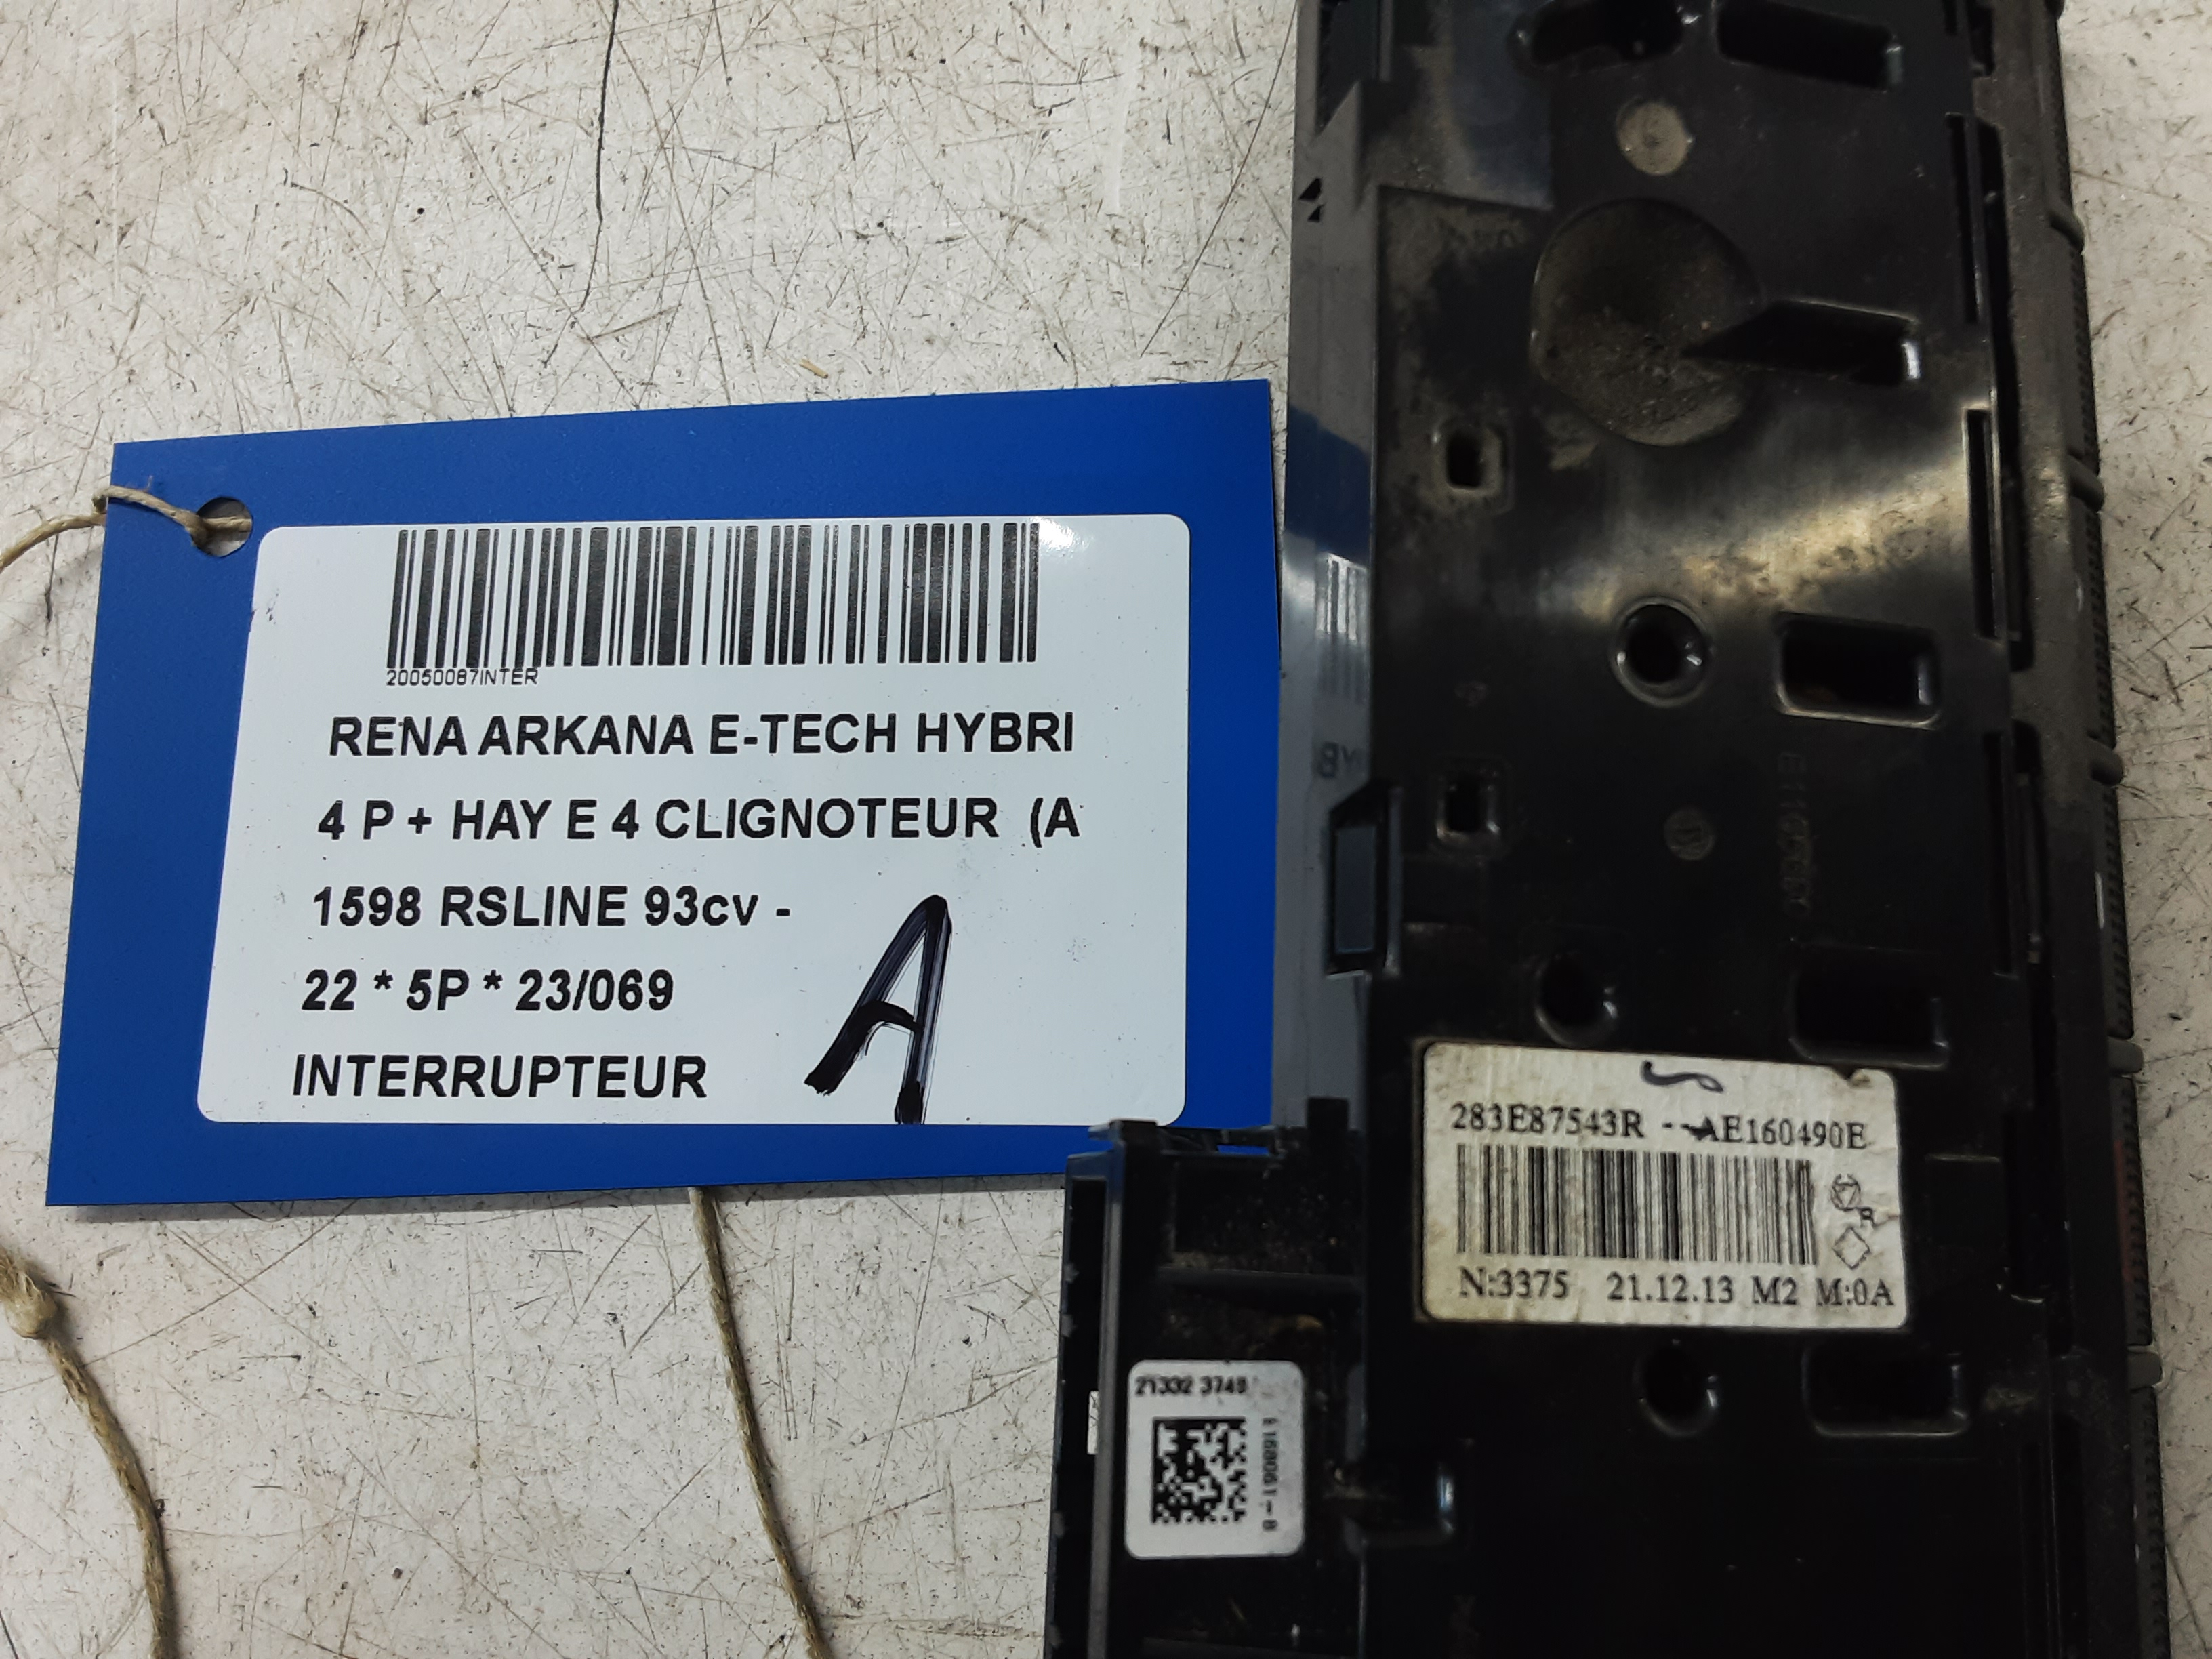 20050087INTER
RENA ARKANA E-TECH HYBRI
4 P + HAY E 4 CLIGNOTEUR (A
1598 RSLINE 93cv -
22 * 5P * 23/069
INTERRUPTEUR
A
283E87543R --AE160490E
N:3375 21.12.13 M2 M:0A
21332 3748